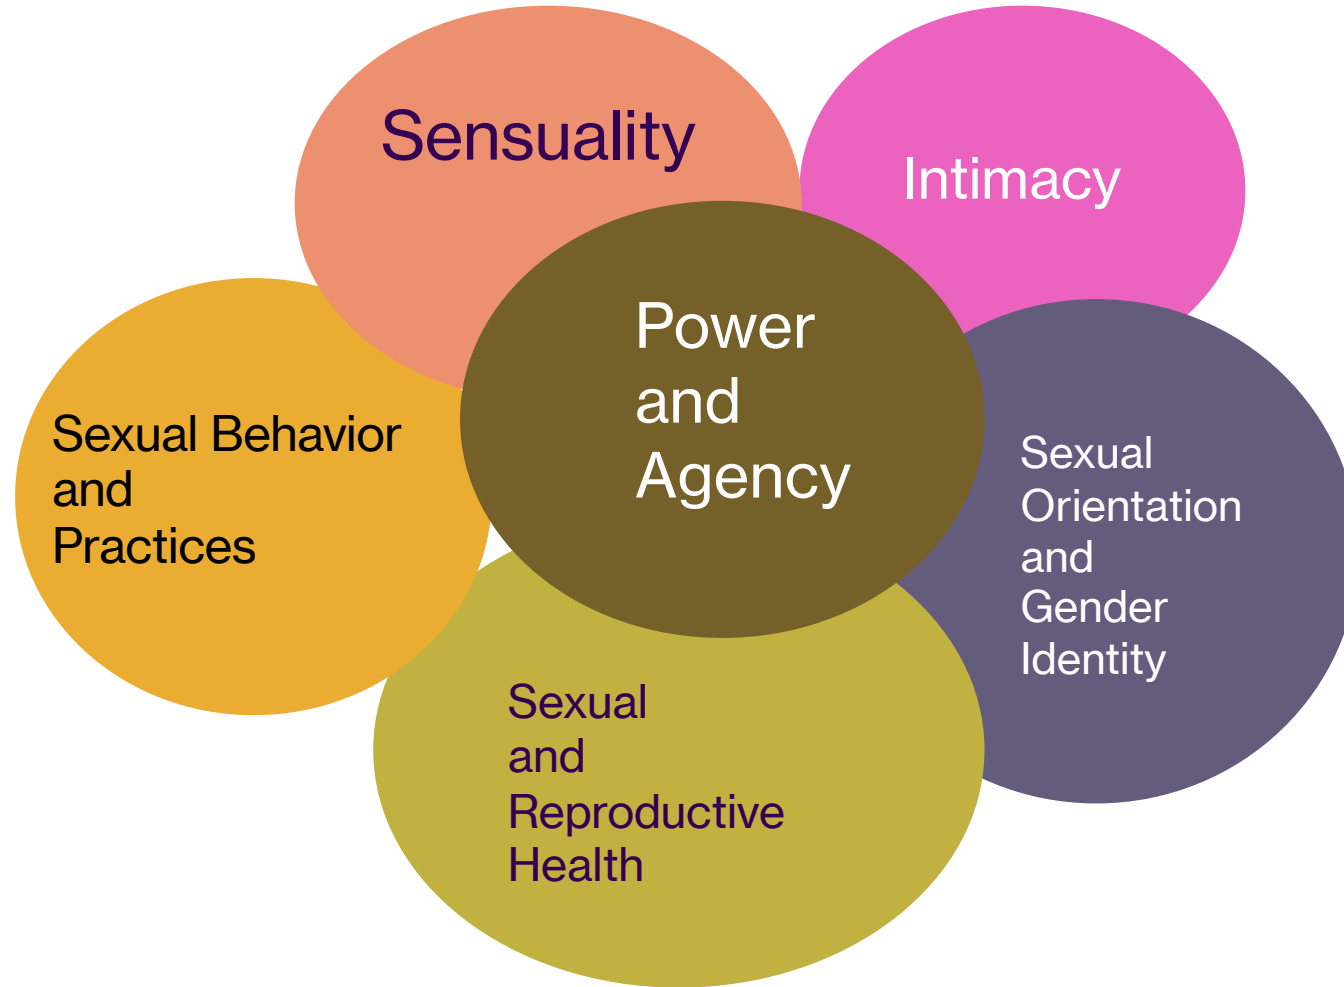 Sensuality
Intimacy
Power
and
Agency
Sexual Behavior
and
Practices
Sexual
Orientation
and
Gender
Identity
Sexual
and
Reproductive
Health